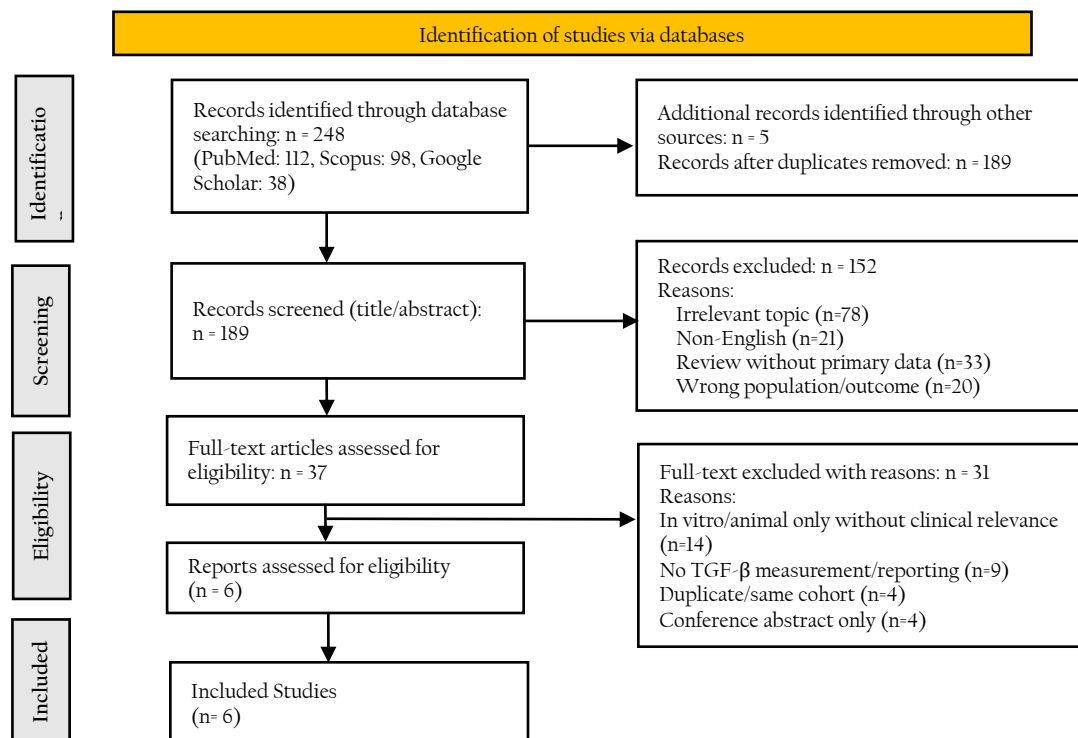 Identification of studies via databases
Identificatio
Records identified through database
searching: n = 248
(PubMed: 112, Scopus: 98, Google
Scholar: 38)
Additional records identified through other
sources: n = 5
Records after duplicates removed: n = 189
Screening
Records screened (title/abstract):
n = 189
Records excluded: n = 152
Reasons:
Irrelevant topic (n=78)
Non-English (n=21)
Review without primary data (n=33)
Wrong population/outcome (n=20)
Eligibility
Full-text articles assessed for
eligibility: n = 37
Reports assessed for eligibility
(n = 6)
Full-text excluded with reasons: n = 31
Reasons:
In vitro/animal only without clinical relevance
(n=14)
No TGF-β measurement/reporting (n=9)
Duplicate/same cohort (n=4)
Conference abstract only (n=4)
Included
Included Studies
(n= 6)